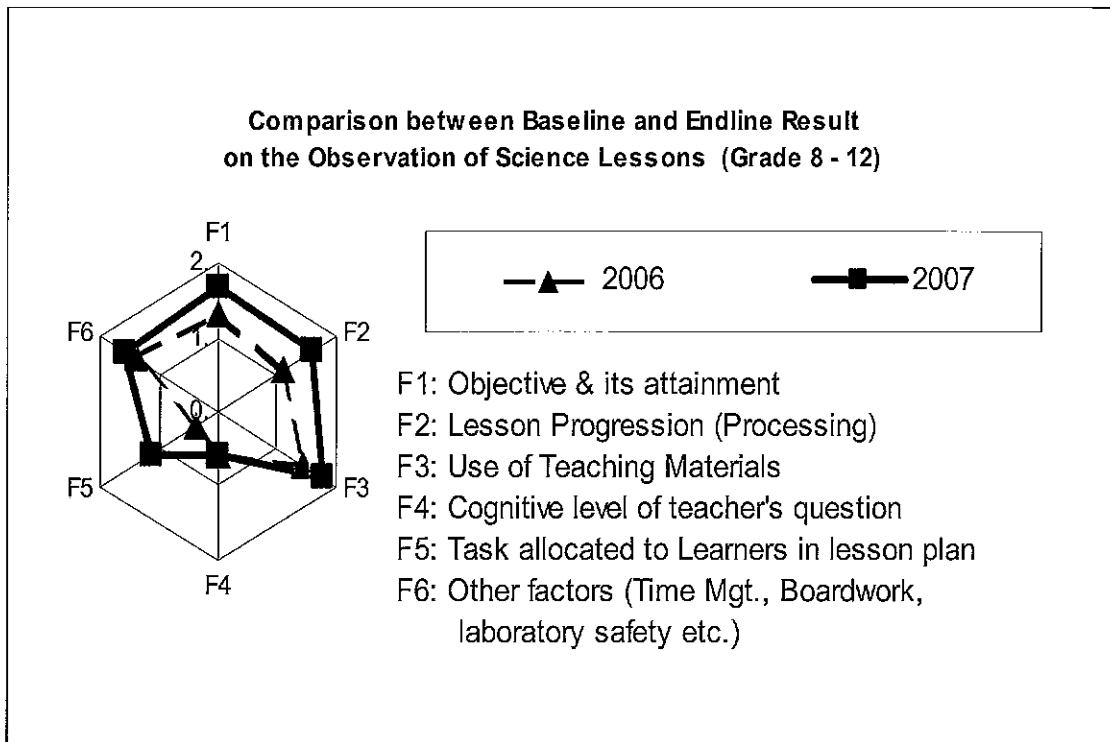 Comparison between Baseline and Endline Result
on the Observation of Science Lessons (Grade 8 - 12)
F1
2.
F6
1.
F2
0.
F5
F3
F4
2006
2007
F1: Objective & its attainment
F2: Lesson Progression (Processing)
F3: Use of Teaching Materials
F4: Cognitive level of teacher's question
F5: Task allocated to Learners in lesson plan
F6: Other factors (Time Mgt., Boardwork,
laboratory safety etc.)